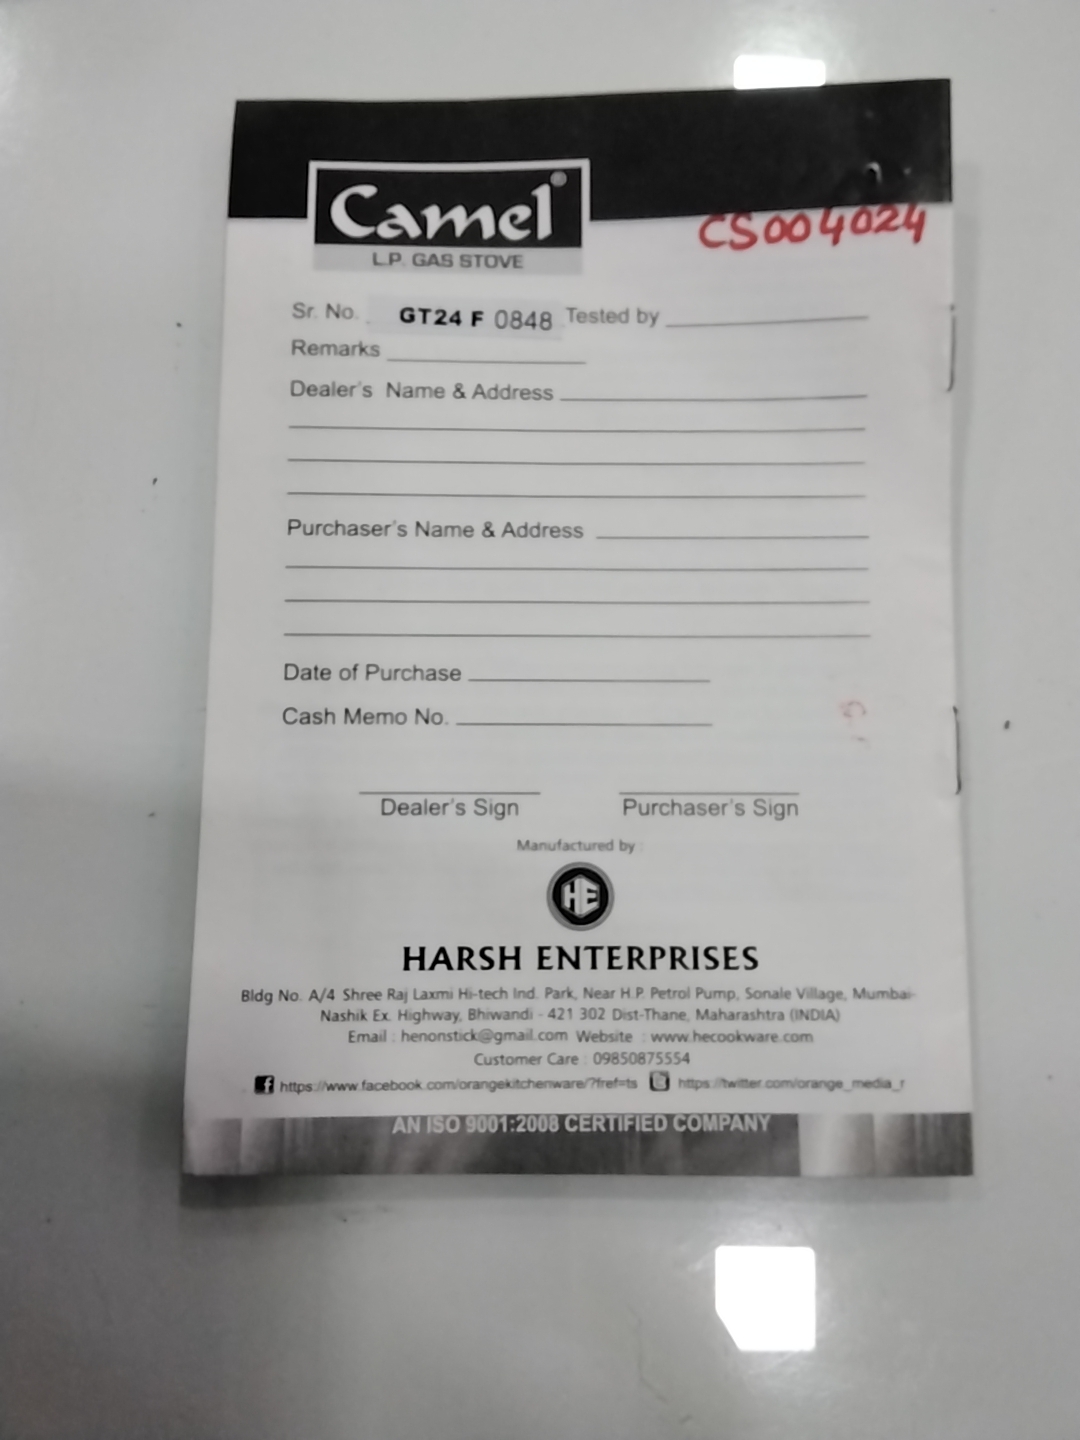 Camel®
L.P. GAS STOVE
CS004024
Sr. No. GT24 F 0848 Tested by
Remarks
Dealer's Name & Address
Purchaser's Name & Address
Date of Purchase
Cash Memo No.
Dealer's Sign Purchaser's Sign
Manufactured by :
HE
HARSH ENTERPRISES
Bldg No. A/4 Shree Raj Laxmi Hi-tech Ind. Park, Near H.P. Petrol Pump, Sonale Village, Mumbai-
Nashik Ex. Highway, Bhiwandi - 421 302 Dist-Thane, Maharashtra (INDIA)
Email : henonstick@gmail.com Website : www.hecookware.com
Customer Care : 09850875554
f https://www.facebook.com/orangekitchenware/?fref=ts https://twitter.com/orange_media_r
AN ISO 9001:2008 CERTIFIED COMPANY